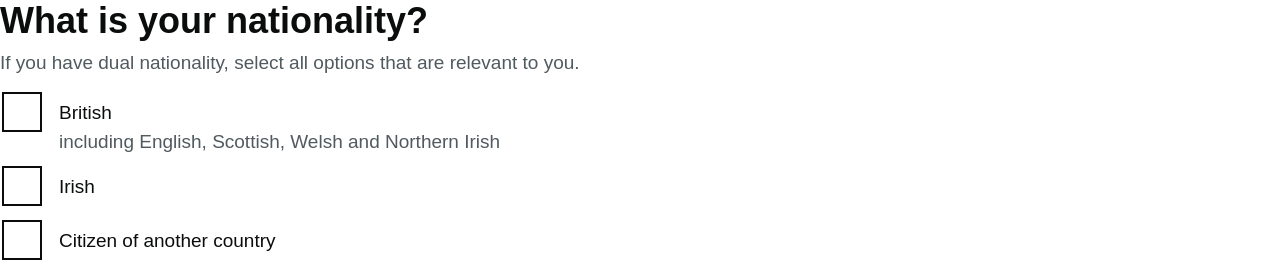 What is your nationality?
If you have dual nationality, select all options that are relevant to you.
British
including English, Scottish, Welsh and Northern Irish
Irish
Citizen of another country